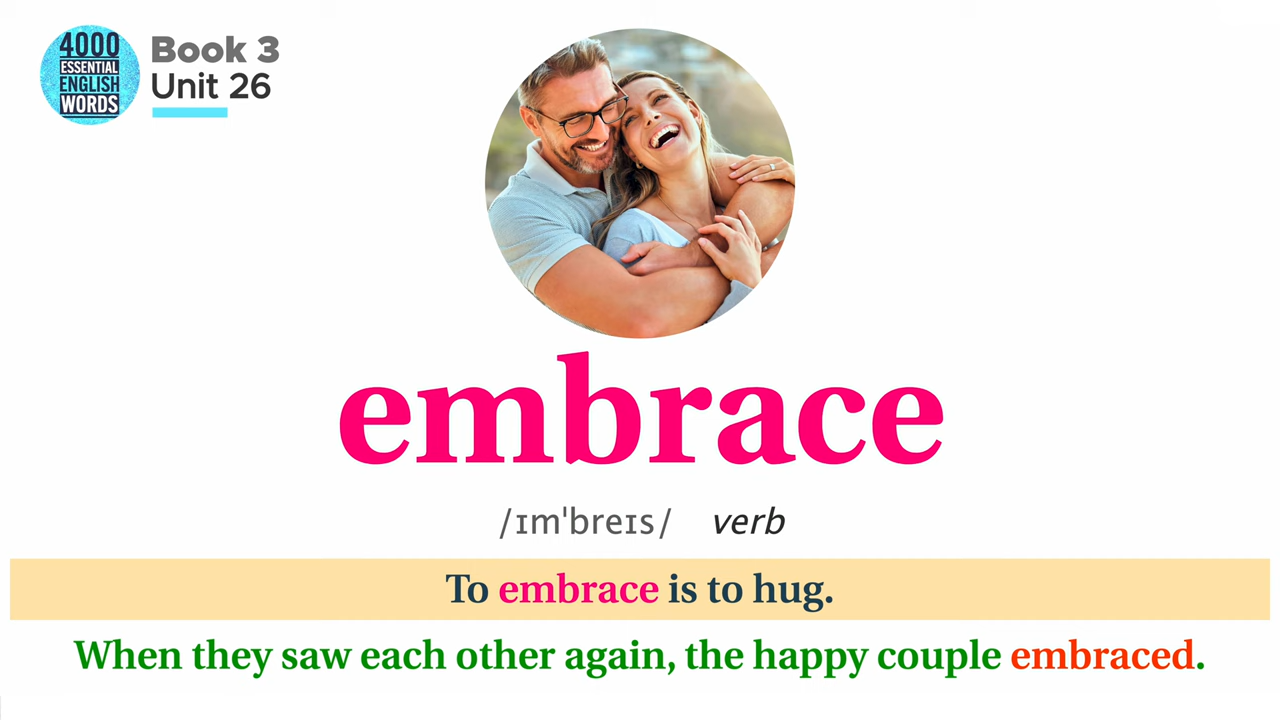 4000
ESSENTIAL
ENGLISH
WORDS
Book 3
Unit 26
embrace
/ɪmˈbreɪs/ verb
To embrace is to hug.
When they saw each other again, the happy couple embraced.